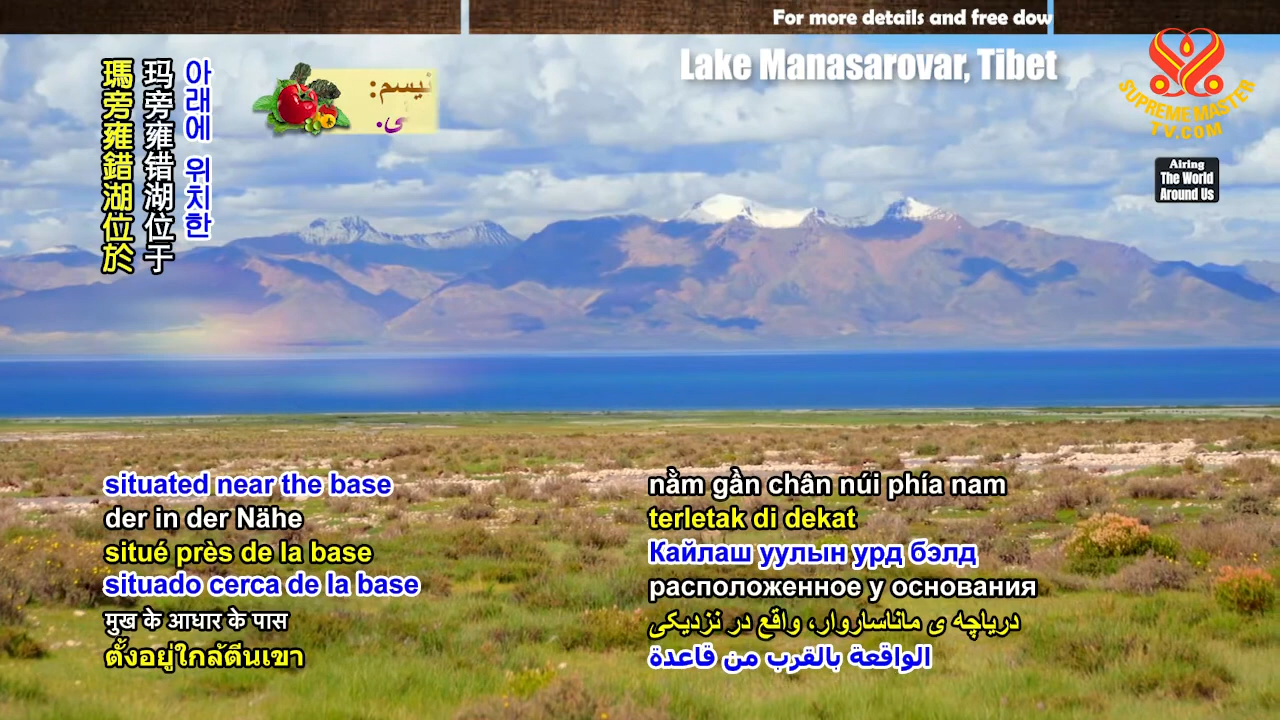 For more details and free dow
Lake Manasarovar, Tibet
SUPREME MASTER
TV.COM
Airing
The World
Around Us
瑪旁雍錯湖位於
玛旁雍错湖位于
아래에 위치한
situated near the base
der in der Nähe
situé près de la base
situado cerca de la base
मुख के आधार के पास
ตั้งอยู่ใกล้ตีนเขา
nằm gần chân núi phía nam
terletak di dekat
Кайлаш уулын урд бэлд
расположенное у основания
دریاچه ی ماناساروار، واقع در نزدیکی
الواقعة بالقرب من قاعدة